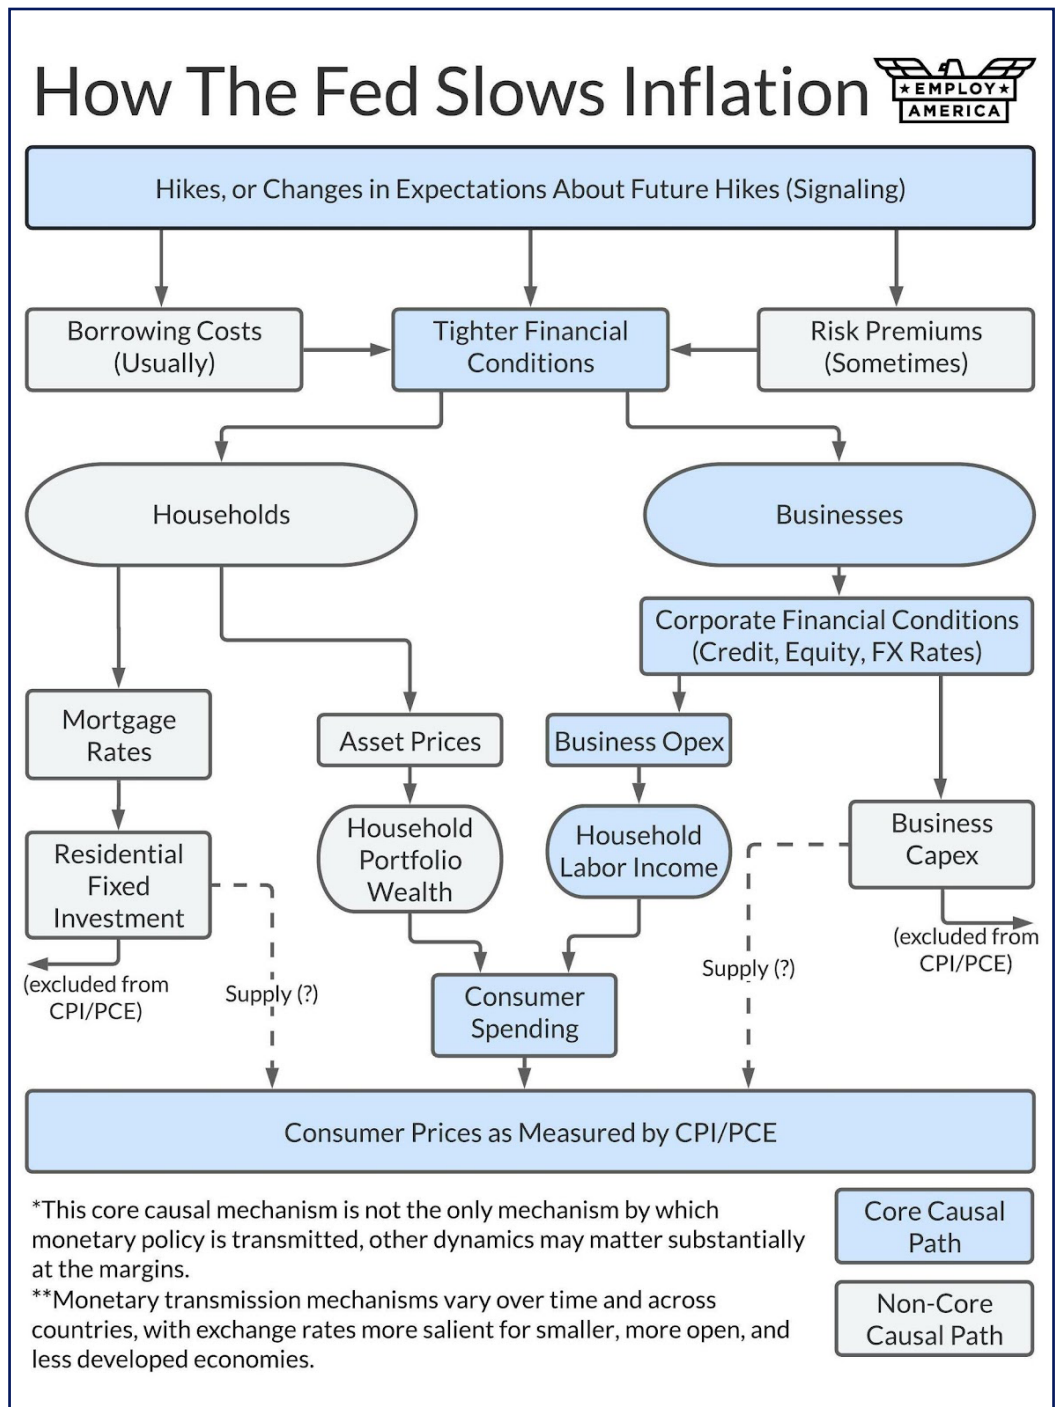 How The Fed Slows Inflation
EMPLOY
AMERICA
Hikes, or Changes in Expectations About Future Hikes (Signaling)
Borrowing Costs
(Usually)
Tighter Financial
Conditions
Risk Premiums
(Sometimes)
Households
Businesses
Corporate Financial Conditions
(Credit, Equity, FX Rates)
Mortgage
Rates
Asset Prices
Business Opex
Residential
Fixed
Investment
Household
Portfolio
Wealth
Household
Labor Income
Business
Capex
(excluded from
CPI/PCE)
Supply (?)
Consumer
Spending
Supply (?)
(excluded from
CPI/PCE)
Consumer Prices as Measured by CPI/PCE
*This core causal mechanism is not the only mechanism by which
monetary policy is transmitted, other dynamics may matter substantially
at the margins.
**Monetary transmission mechanisms vary over time and across
countries, with exchange rates more salient for smaller, more open, and
less developed economies.
Core Causal
Path
Non-Core
Causal Path